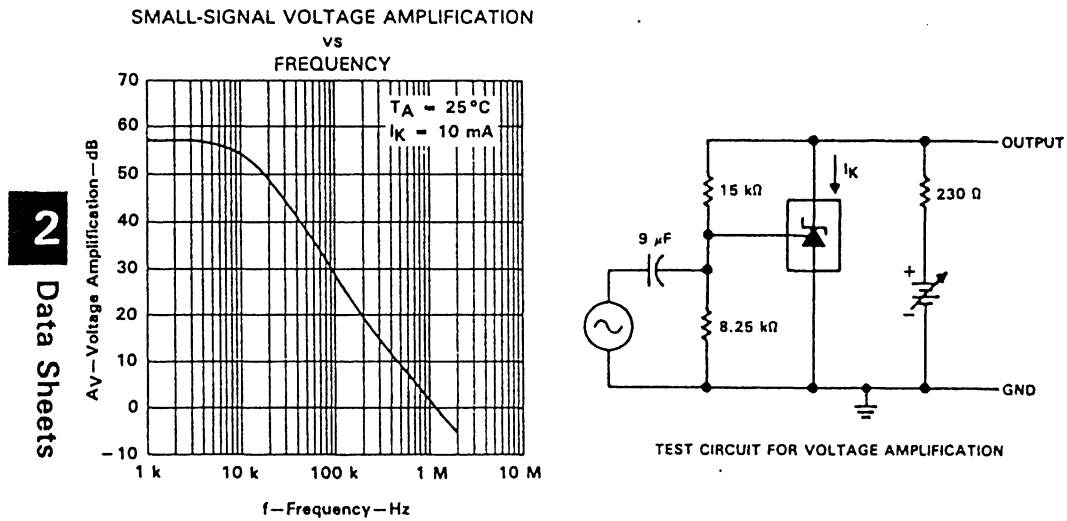 SMALL-SIGNAL VOLTAGE AMPLIFICATION
vs
FREQUENCY
70
60
50
40
30
20
10
0
−10
AV−Voltage Amplification−dB
TA = 25°C
IK = 10 mA
1 k
10 k
100 k
1 M
10 M
f−Frequency−Hz
2
Data Sheets
OUTPUT
IK
15 kΩ
230 Ω
9 μF
+
−
8.25 kΩ
GND
TEST CIRCUIT FOR VOLTAGE AMPLIFICATION